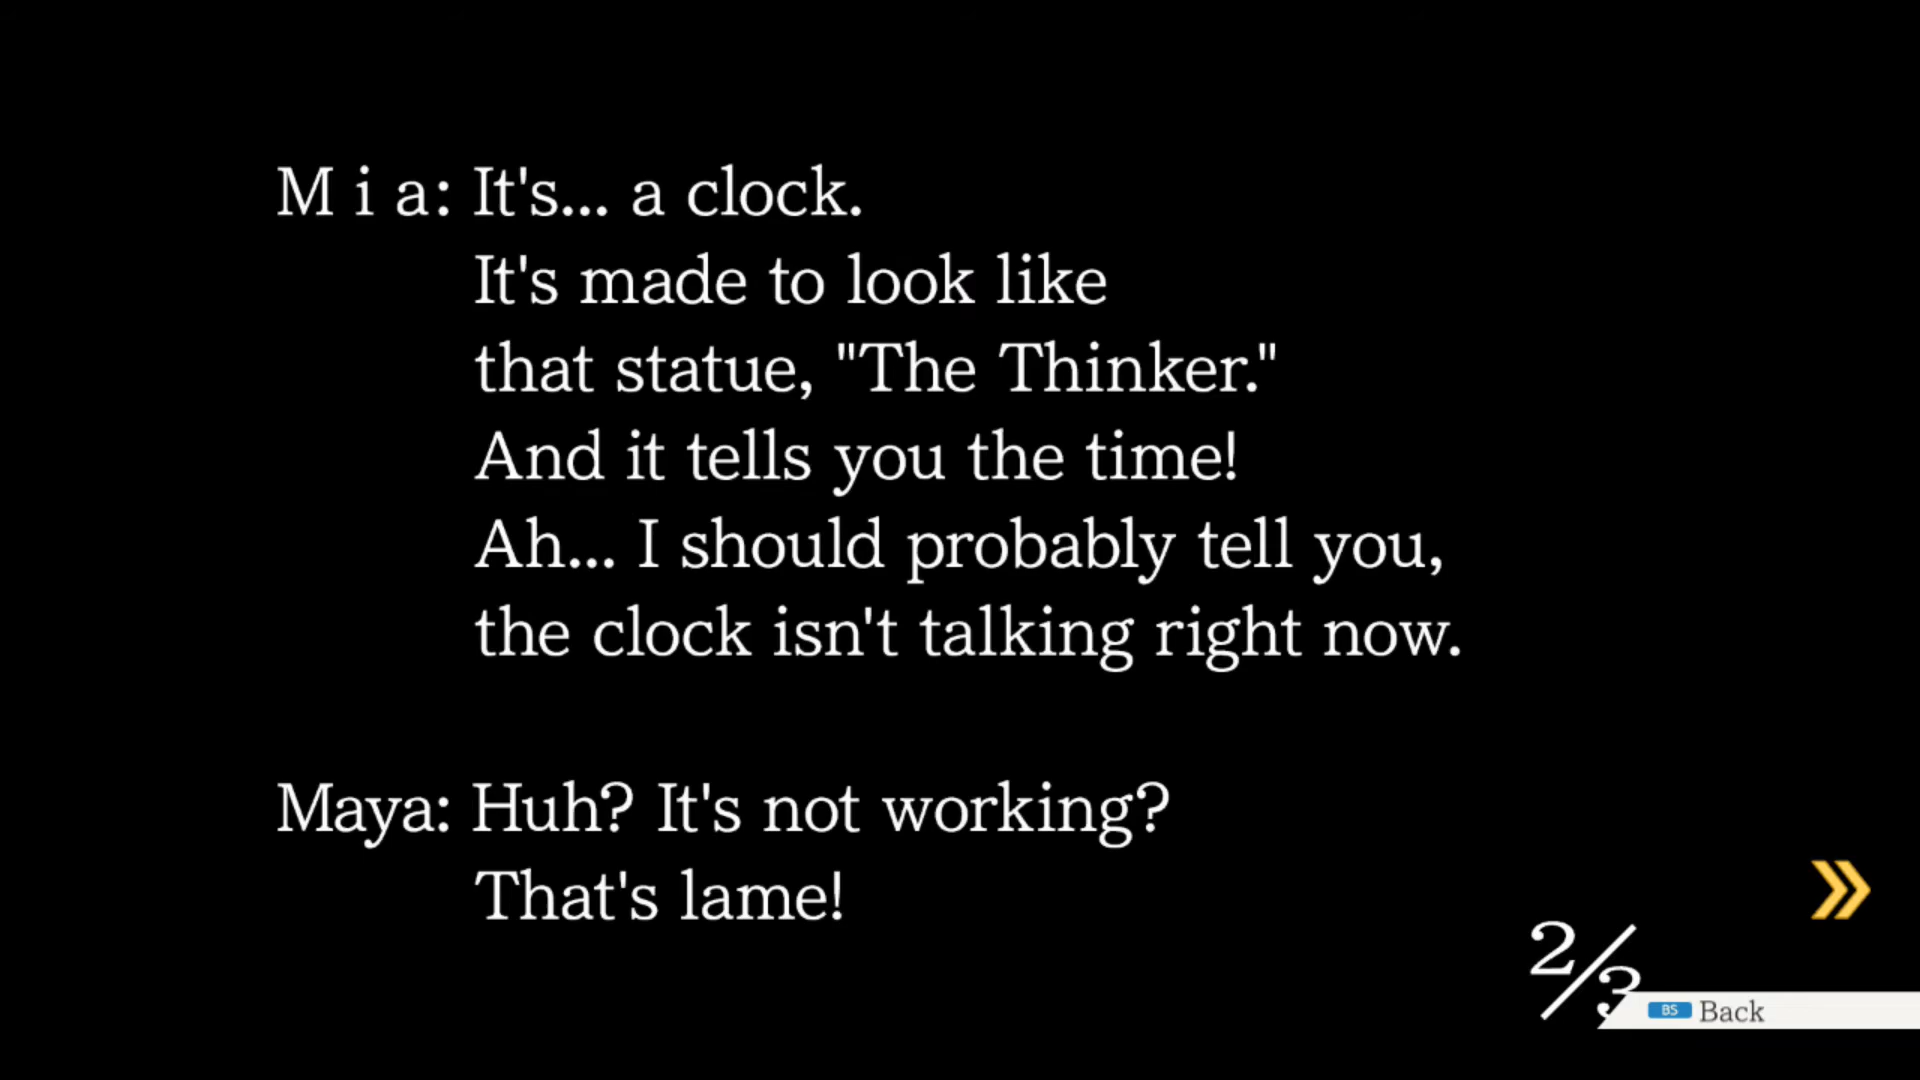 M i a: It's... a clock.
It's made to look like
that statue, "The Thinker."
And it tells you the time!
Ah... I should probably tell you,
the clock isn't talking right now.
Maya: Huh? It's not working?
That's lame!
2/3
BS Back